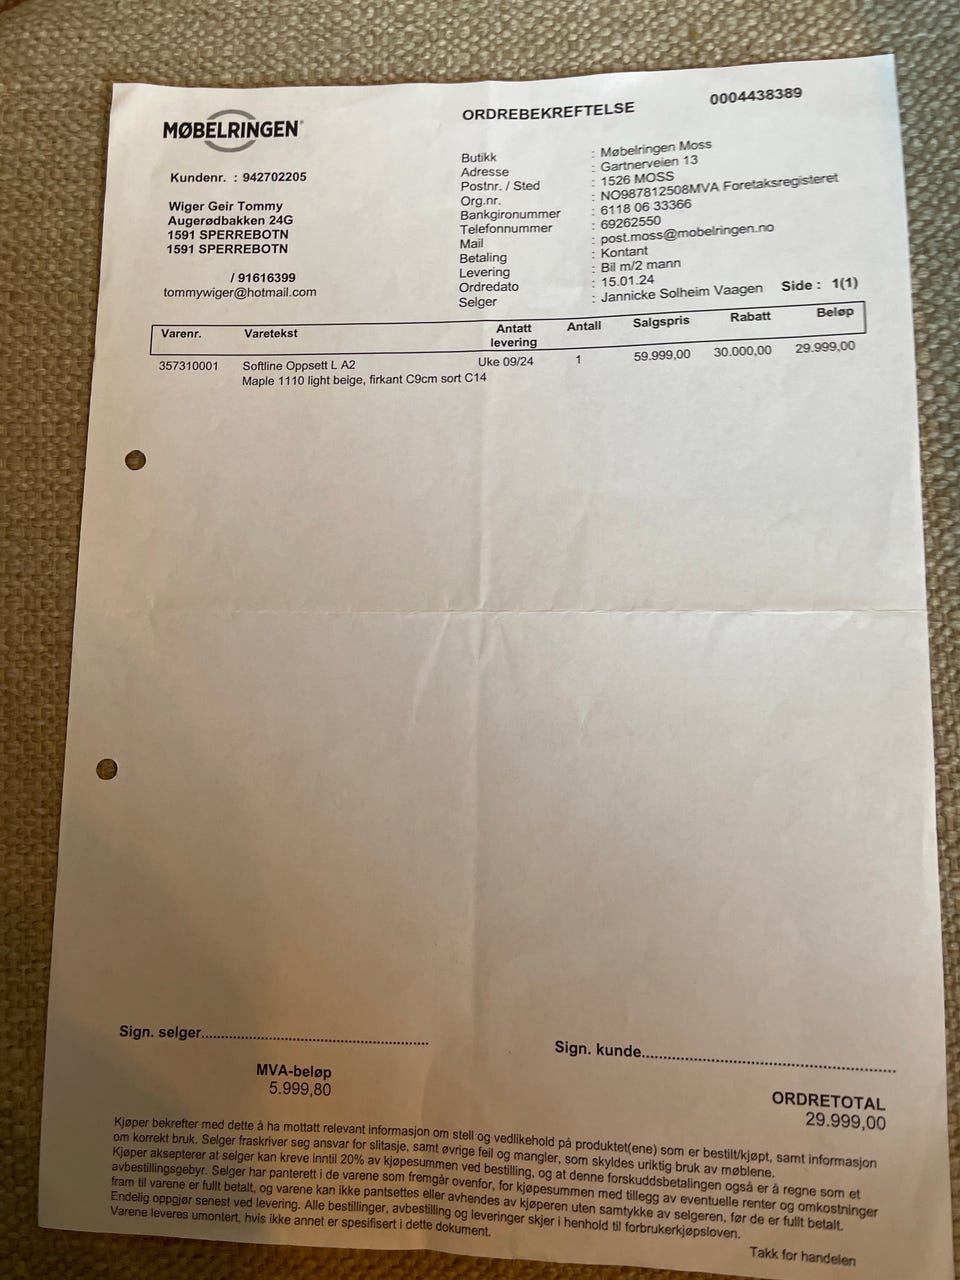 MØBELRINGEN®
ORDREBEKREFTELSE
0004438389
Kundenr. : 942702205
Wiger Geir Tommy
Augerødbakken 24G
1591 SPERREBOTN
1591 SPERREBOTN
/ 91616399
tommywiger@hotmail.com
Butikk : Møbelringen Moss
Adresse : Gartnerveien 13
Postnr. / Sted : 1526 MOSS
Org.nr. : NO987812508MVA Foretaksregisteret
Bankgironummer : 6118 06 33366
Telefonnummer : 69262550
Mail : post.moss@mobelringen.no
Betaling : Kontant
Levering : Bil m/2 mann
Ordredato : 15.01.24
Selger : Jannicke Solheim Vaagen Side : 1(1)
Varenr. Varetekst Antatt levering Antall Salgspris Rabatt Beløp
357310001 Softline Oppsett L A2 Uke 09/24 1 59.999,00 30.000,00 29.999,00
Maple 1110 light beige, firkant C9cm sort C14
Sign. selger..........................................................
Sign. kunde................................................................
MVA-beløp
5.999,80
ORDRETOTAL
29.999,00
Kjøper bekrefter med dette å ha mottatt relevant informasjon om stell og vedlikehold på produktet(ene) som er bestilt/kjøpt, samt informasjon
om korrekt bruk. Selger fraskriver seg ansvar for slitasje, samt øvrige feil og mangler, som skyldes uriktig bruk av møblene.
Kjøper aksepterer at selger kan kreve inntil 20% av kjøpesummen ved bestilling, og at denne forskuddsbetalingen også er å regne som et
avbestillingsgebyr. Selger har panterett i de varene som fremgår ovenfor, for kjøpesummen med tillegg av eventuelle renter og omkostninger
fram til varene er fullt betalt, og varene kan ikke pantsettes eller avhendes av kjøperen uten samtykke av selgeren, før de er fullt betalt.
Endelig oppgjør senest ved levering. Alle bestillinger, avbestilling og leveringer skjer i henhold til forbrukerkjøpsloven.
Varene leveres umontert, hvis ikke annet er spesifisert i dette dokument.
Takk for handelen